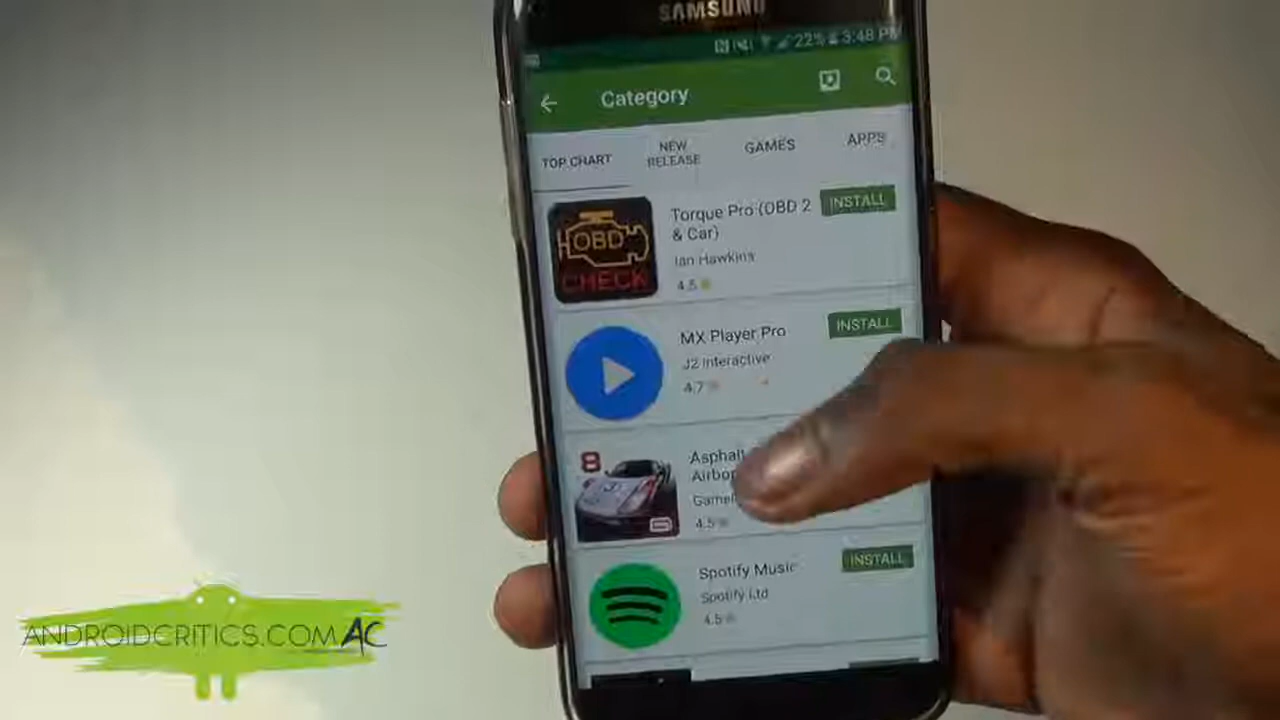 SAMSUNG
22% 3:48 PM
Category
TOP CHART
NEW
RELEASE
GAMES
APPS
OBD
CHECK
Torque Pro (OBD 2
& Car)
Ian Hawkins
4.5
INSTALL
MX Player Pro
J2 Interactive
4.7
INSTALL
8
Asphalt
4.5
Spotify Music
Spotify Ltd
4.5
INSTALL
ANDROIDCRITICS.COM AC